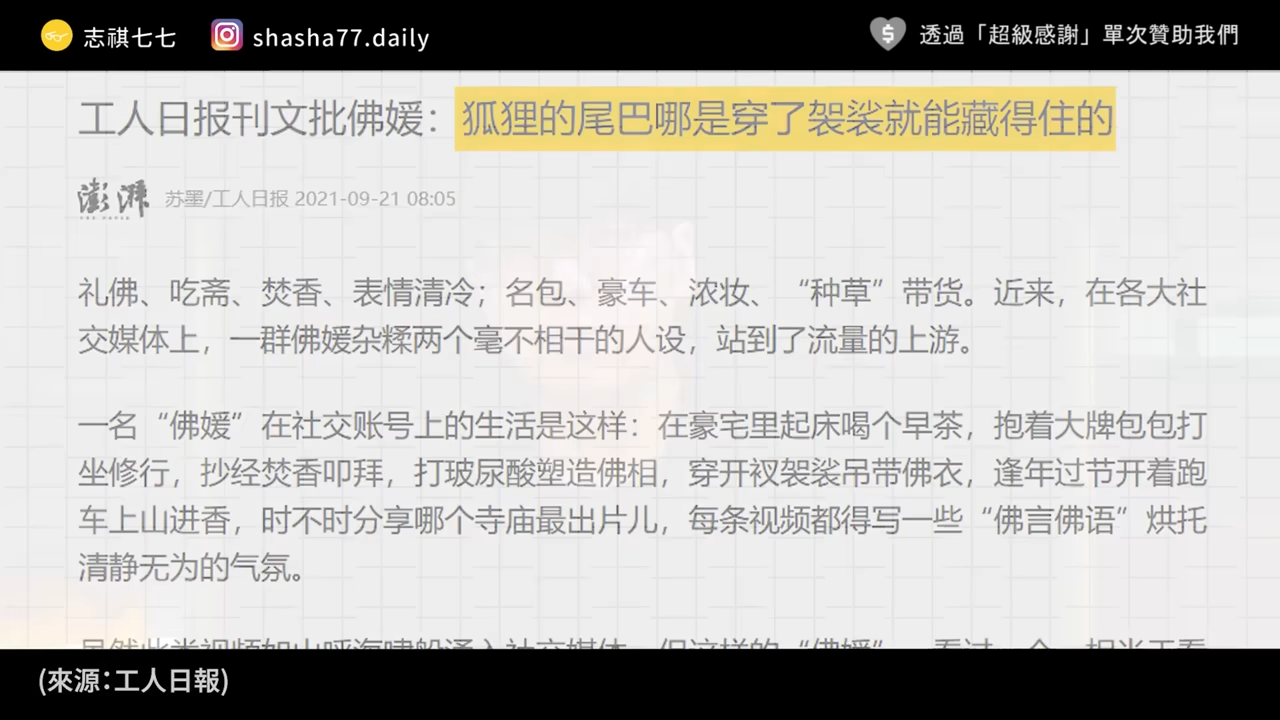 志祺七七
shasha77.daily
透過「超級感謝」單次贊助我們
工人日报刊文批佛媛：狐狸的尾巴哪是穿了袈裟就能藏得住的
澎湃
苏墨/工人日报 2021-09-21 08:05
礼佛、吃斋、焚香、表情清冷；名包、豪车、浓妆、“种草”带货。近来，在各大社
交媒体上，一群佛媛杂糅两个毫不相干的人设，站到了流量的上游。
一名“佛媛”在社交账号上的生活是这样：在豪宅里起床喝个早茶，抱着大牌包包打
坐修行，抄经焚香叩拜，打玻尿酸塑造佛相，穿开衩袈裟吊带佛衣，逢年过节开着跑
车上山进香，时不时分享哪个寺庙最出片儿，每条视频都得写一些“佛言佛语”烘托
清静无为的气氛。
(來源:工人日報)